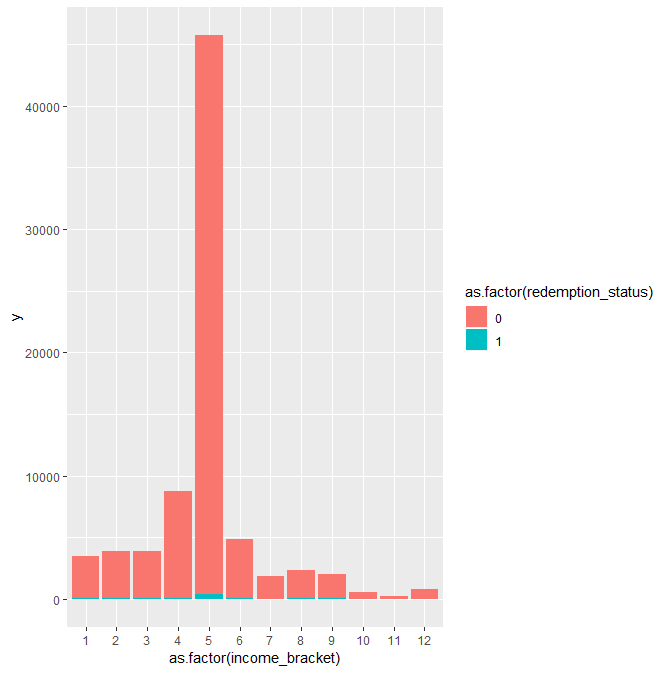 40000
30000
20000
10000
0
y
1 2 3 4 5 6 7 8 9 10 11 12
as.factor(income_bracket)
as.factor(redemption_status)
0
1